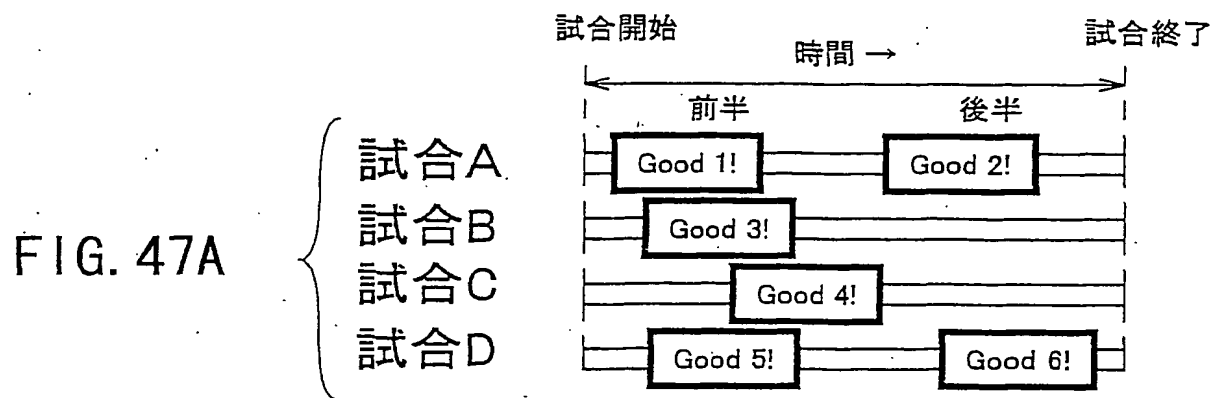 試合開始 試合終了
時間 →
前半 後半
試合A Good 1! Good 2!
試合B Good 3!
FIG. 47A
試合C Good 4!
試合D Good 5! Good 6!